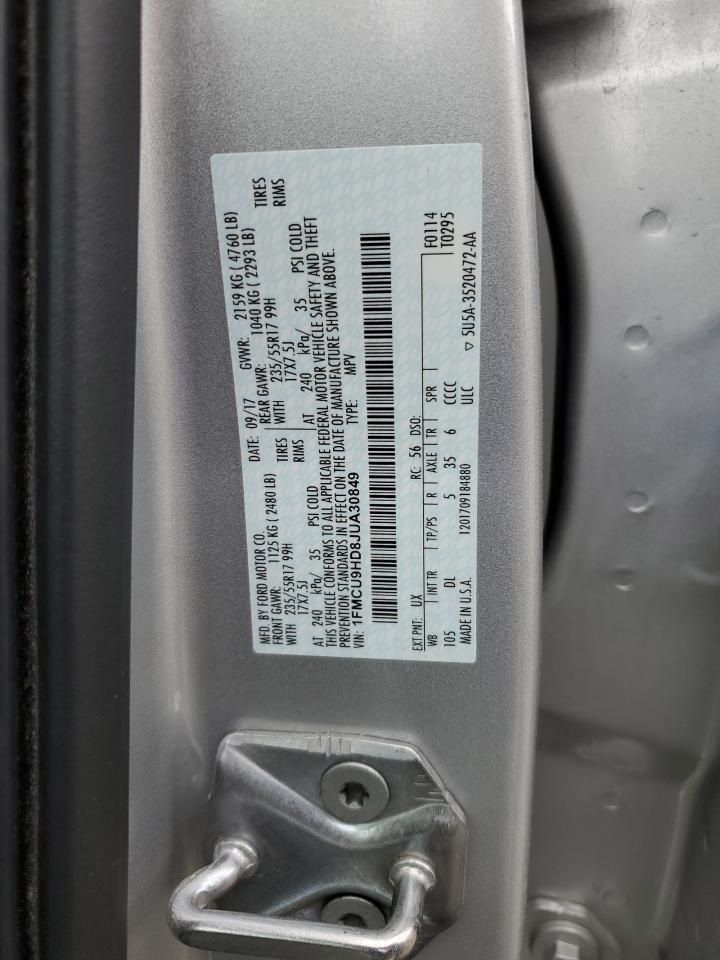 MFD. BY FORD MOTOR CO.
DATE: 09/17 GVWR: 2159 KG ( 4760 LB)
FRONT GAWR: 1125 KG ( 2480 LB) REAR GAWR: 1040 KG ( 2293 LB)
WITH 235/55R17 99H TIRES WITH 235/55R17 99H TIRES
17X7.5J RIMS 17X7.5J RIMS
AT 240 kPa/ 35 PSI COLD AT 240 kPa/ 35 PSI COLD
THIS VEHICLE CONFORMS TO ALL APPLICABLE FEDERAL MOTOR VEHICLE SAFETY AND THEFT
PREVENTION STANDARDS IN EFFECT ON THE DATE OF MANUFACTURE SHOWN ABOVE.
VIN: 1FMCU9HD8JUA30849 TYPE: MPV
EXT PNT: UX RC: 56 DSO: F0114
WB INT TR TP/PS R AXLE TR SPR T0295
105 DL 5 35 6 CCCC
MADE IN U.S.A. 1201709184880 ULC ▽ 5U5A-3520472-AA